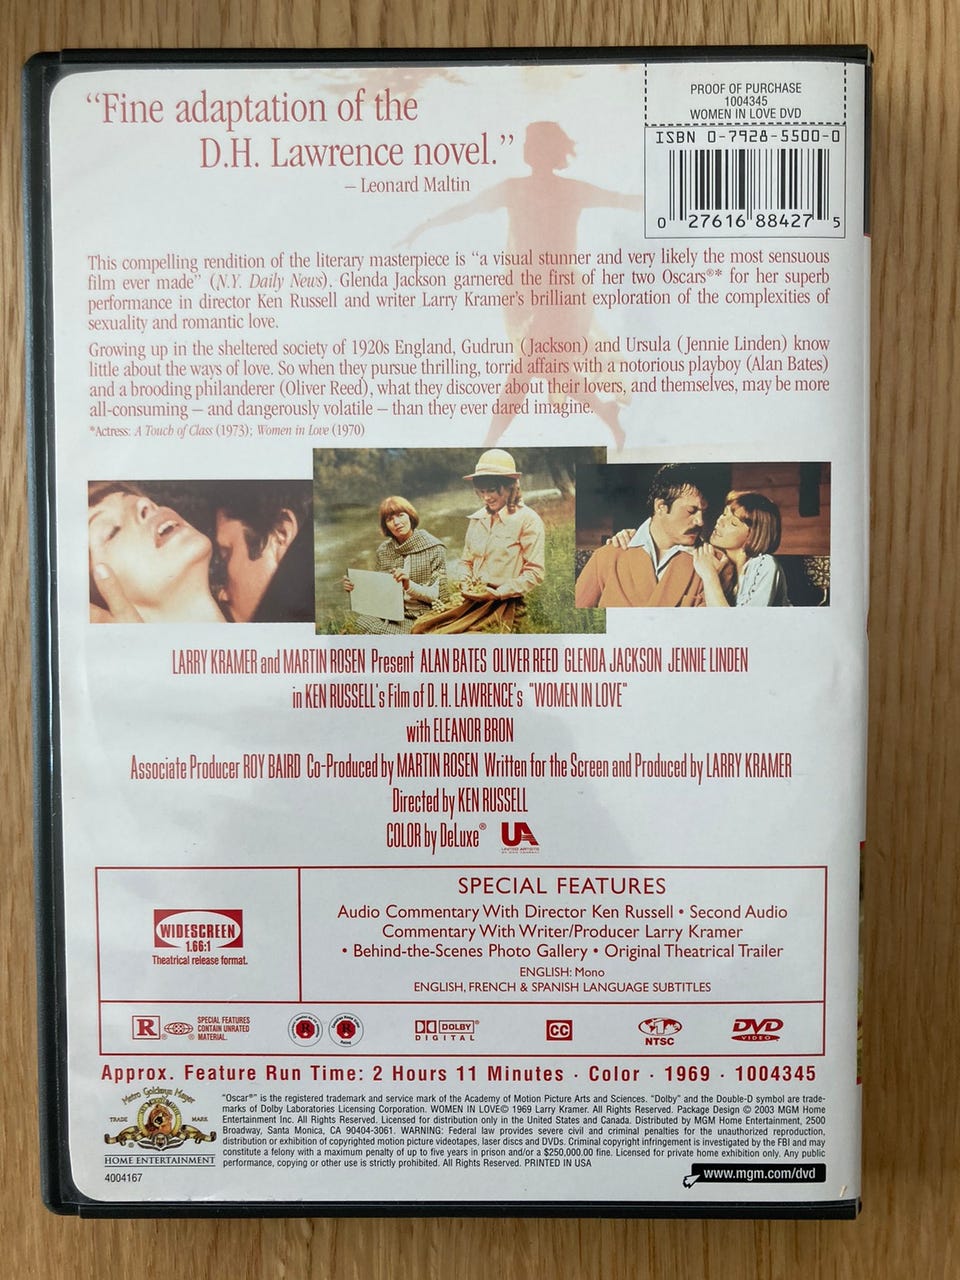 “Fine adaptation of the
D.H. Lawrence novel.”
– Leonard Maltin
PROOF OF PURCHASE
1004345
WOMEN IN LOVE DVD
ISBN 0-7928-5500-0
0 27616 88427 5
This compelling rendition of the literary masterpiece is “a visual stunner and very likely the most sensuous
film ever made” (N.Y. Daily News). Glenda Jackson garnered the first of her two Oscars®* for her superb
performance in director Ken Russell and writer Larry Kramer's brilliant exploration of the complexities of
sexuality and romantic love.
Growing up in the sheltered society of 1920s England, Gudrun (Jackson) and Ursula (Jennie Linden) know
little about the ways of love. So when they pursue thrilling, torrid affairs with a notorious playboy (Alan Bates)
and a brooding philanderer (Oliver Reed), what they discover about their lovers, and themselves, may be more
all-consuming – and dangerously volatile – than they ever dared imagine.
*Actress: A Touch of Class (1973); Women in Love (1970)
LARRY KRAMER and MARTIN ROSEN Present ALAN BATES OLIVER REED GLENDA JACKSON JENNIE LINDEN
in KEN RUSSELL's Film of D. H. LAWRENCE's "WOMEN IN LOVE"
with ELEANOR BRON
Associate Producer ROY BAIRD Co-Produced by MARTIN ROSEN Written for the Screen and Produced by LARRY KRAMER
Directed by KEN RUSSELL
COLOR by DeLuxe® UA
UNITED ARTISTS
WIDESCREEN
1.66:1
Theatrical release format.
SPECIAL FEATURES
Audio Commentary With Director Ken Russell • Second Audio
Commentary With Writer/Producer Larry Kramer
• Behind-the-Scenes Photo Gallery • Original Theatrical Trailer
ENGLISH: Mono
ENGLISH, FRENCH & SPANISH LANGUAGE SUBTITLES
R ® SPECIAL FEATURES
CONTAIN UNRATED
MATERIAL.
R
R
DOLBY
DIGITAL
CC
NTSC
DVD
VIDEO
Approx. Feature Run Time: 2 Hours 11 Minutes · Color · 1969 · 1004345
Metro Goldwyn Mayer
TRADE MARK
HOME ENTERTAINMENT
4004167
"Oscar" is the registered trademark and service mark of the Academy of Motion Picture Arts and Sciences. "Dolby" and the Double-D symbol are trade-
marks of Dolby Laboratories Licensing Corporation. WOMEN IN LOVE© 1969 Larry Kramer. All Rights Reserved. Package Design © 2003 MGM Home
Entertainment Inc. All Rights Reserved. Licensed for distribution only in the United States and Canada. Distributed by MGM Home Entertainment, 2500
Broadway, Santa Monica, CA 90404-3061. WARNING: Federal law provides severe civil and criminal penalties for the unauthorized reproduction,
distribution or exhibition of copyrighted motion picture videotapes, laser discs and DVDs. Criminal copyright infringement is investigated by the FBI and may
constitute a felony with a maximum penalty of up to five years in prison and/or a $250,000.00 fine. Licensed for private home exhibition only. Any public
performance, copying or other use is strictly prohibited. All Rights Reserved. PRINTED IN USA
www.mgm.com/dvd